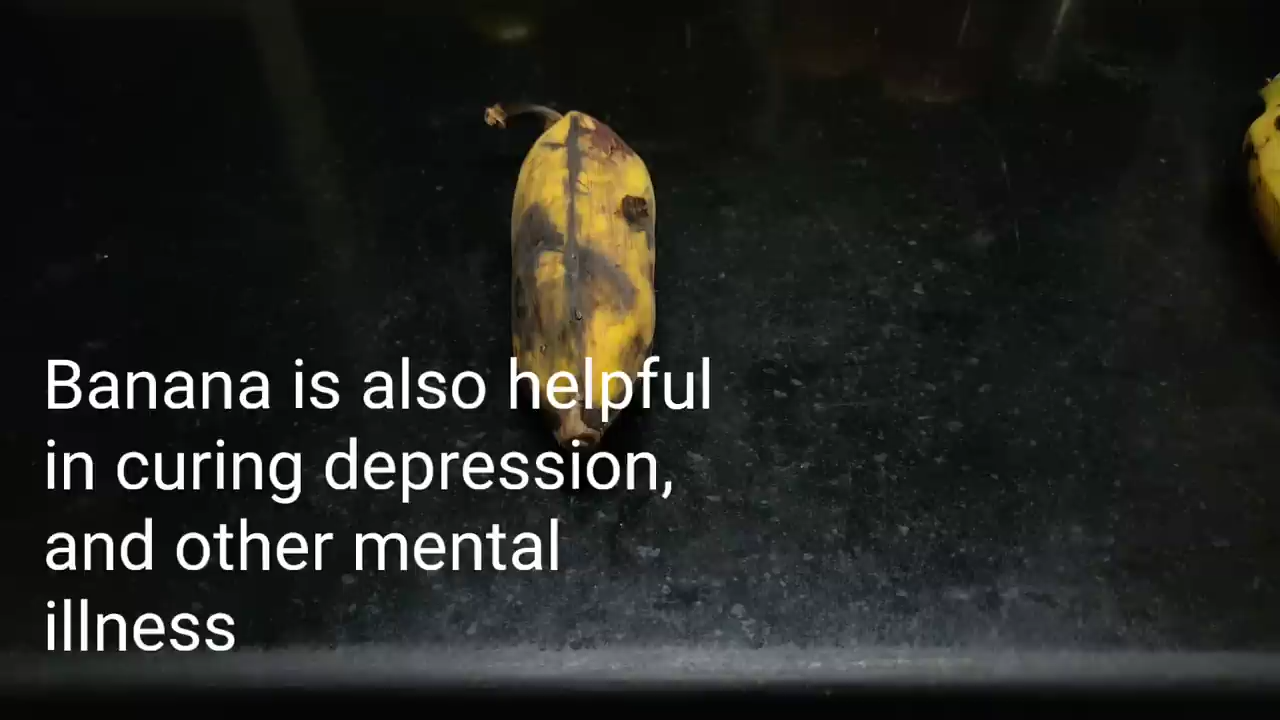 Banana is also helpful
in curing depression,
and other mental
illness